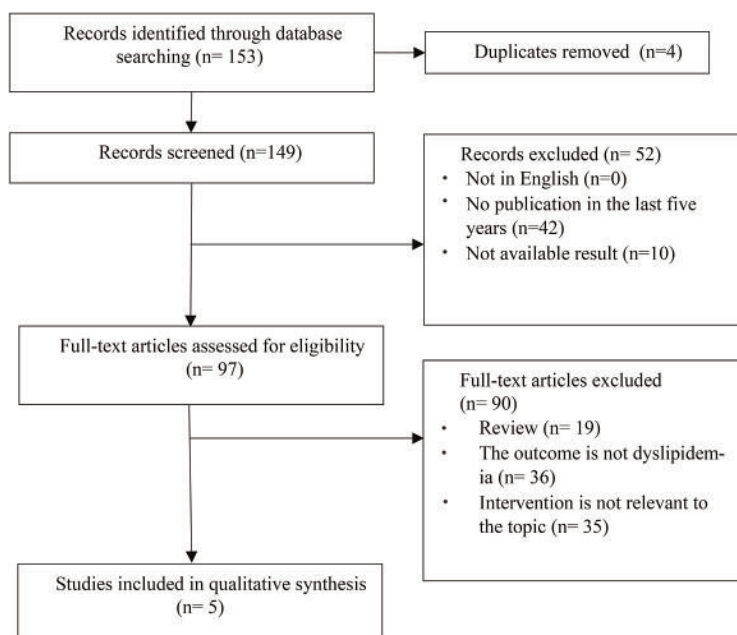 Records identified through database
searching (n= 153)
Duplicates removed (n=4)
Records screened (n=149)
Records excluded (n= 52)
• Not in English (n=0)
• No publication in the last five
years (n=42)
• Not available result (n=10)
Full-text articles assessed for eligibility
(n= 97)
Full-text articles excluded
(n= 90)
• Review (n= 19)
• The outcome is not dyslipidem-
ia (n= 36)
• Intervention is not relevant to
the topic (n= 35)
Studies included in qualitative synthesis
(n= 5)